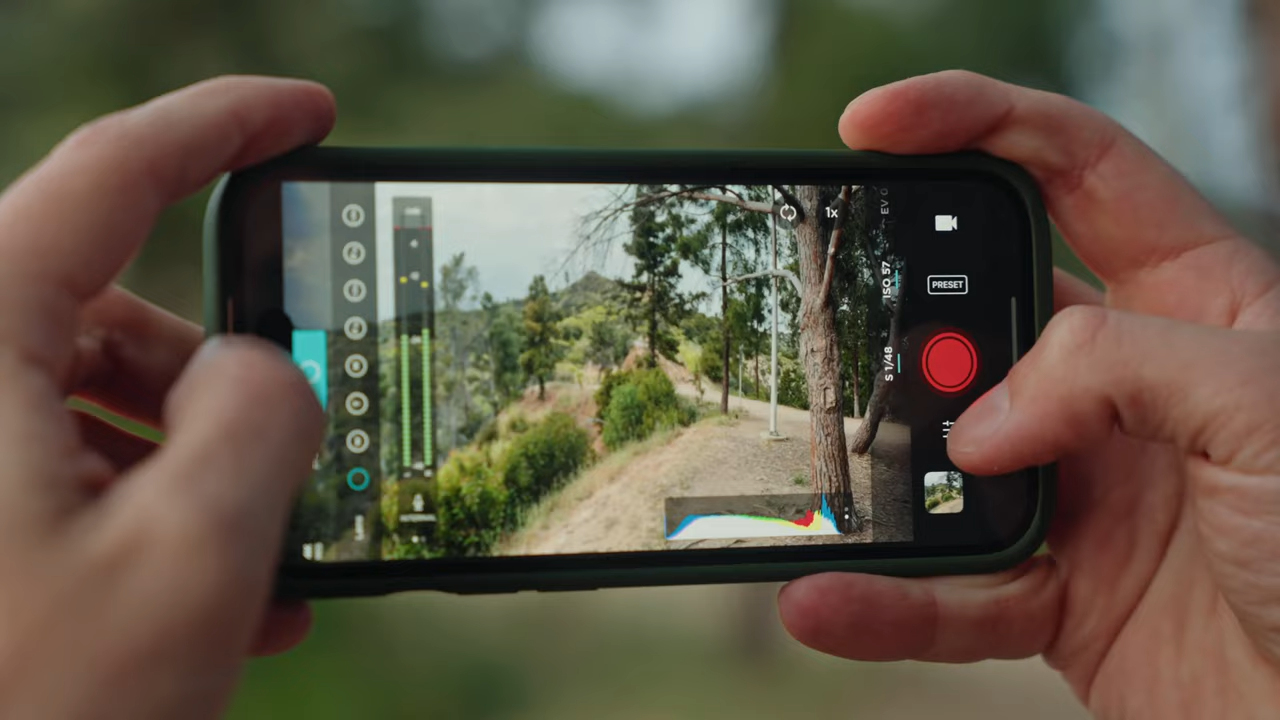 1x
EV 0
ISO 57
S 1/48
PRESET